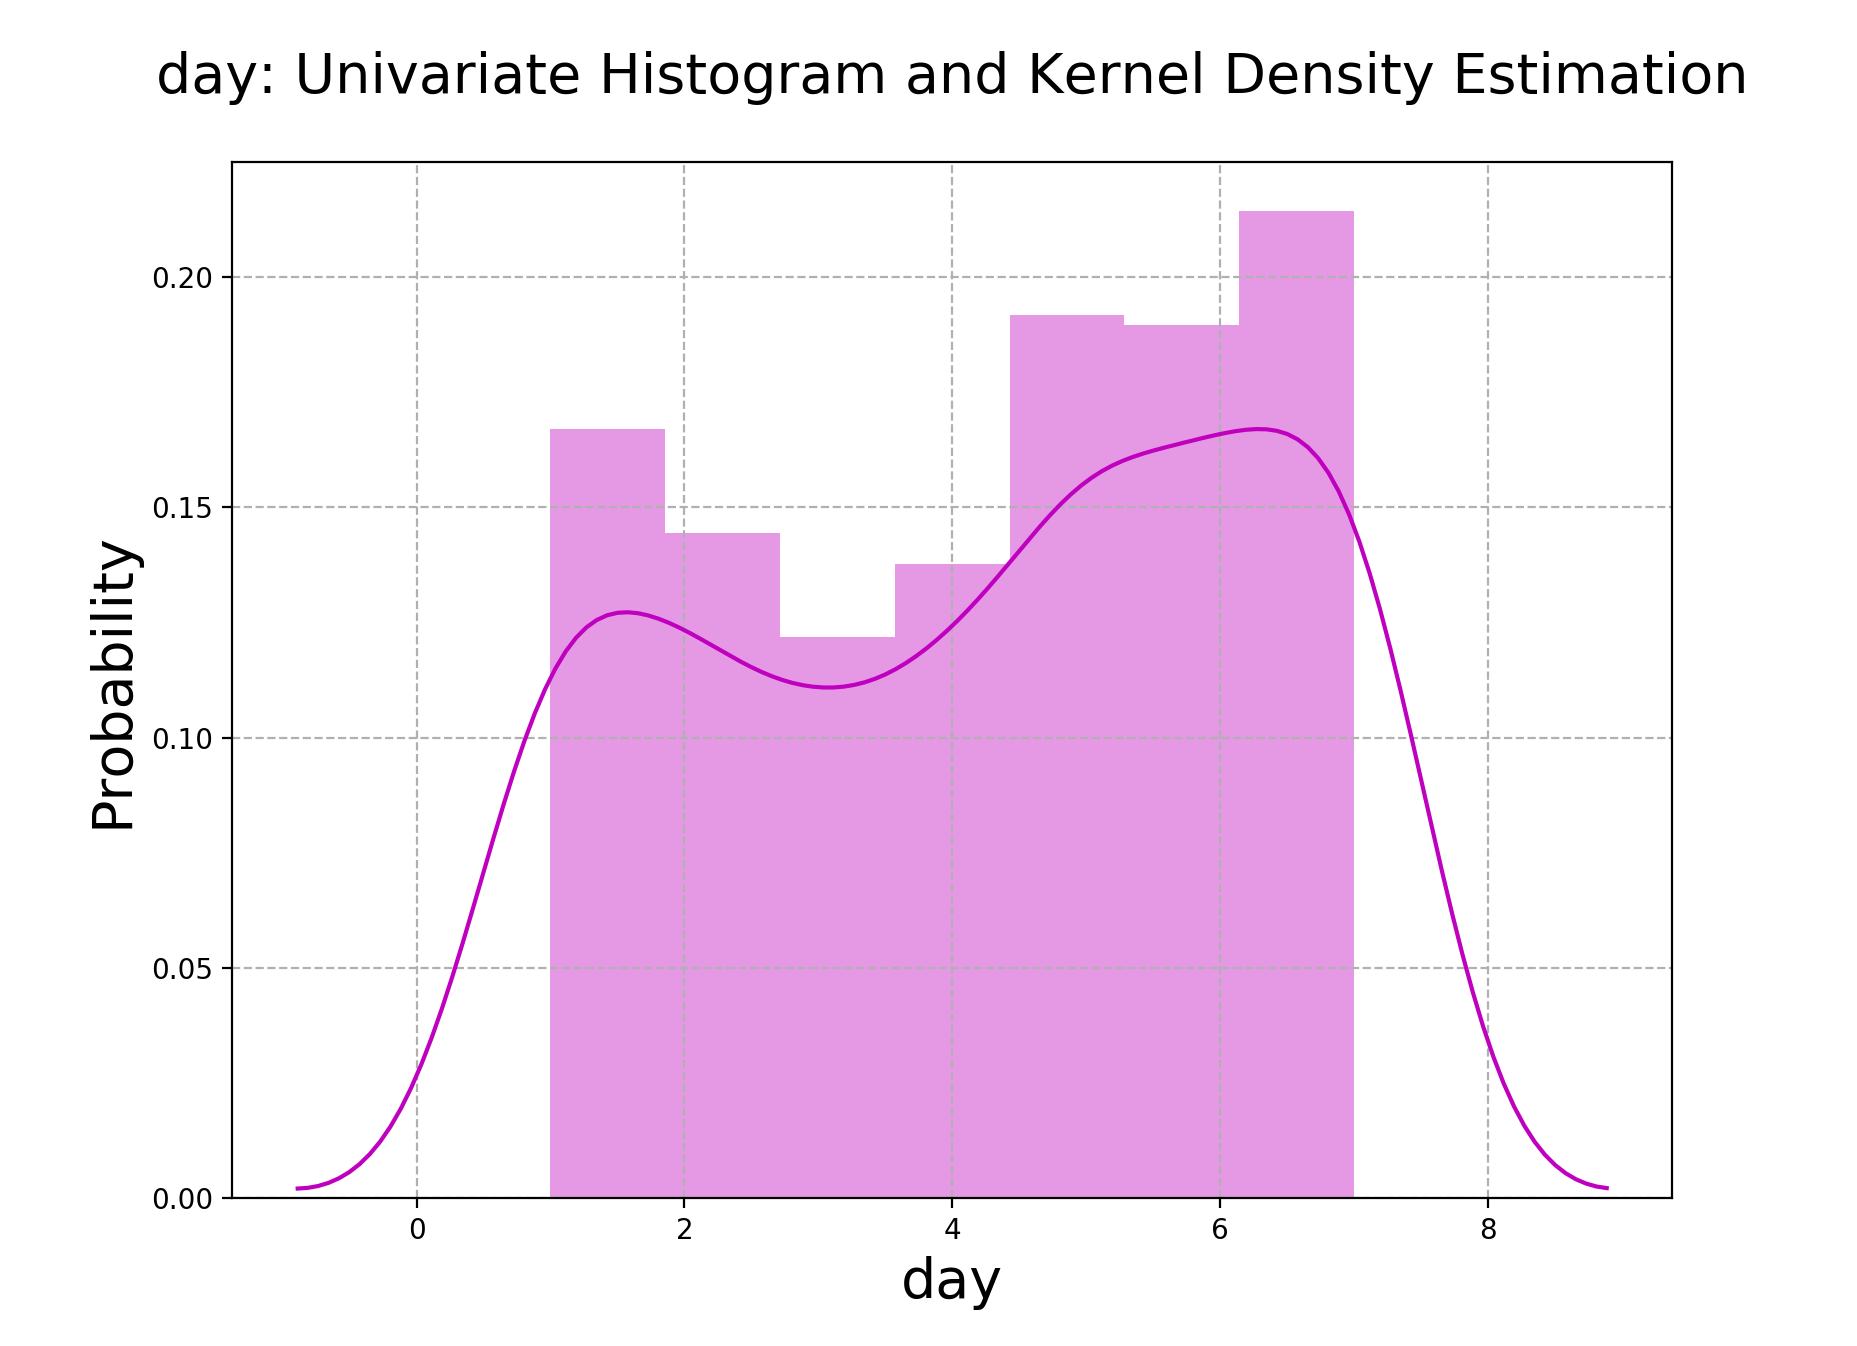 day: Univariate Histogram and Kernel Density Estimation
0.20
0.15
0.10
0.05
0.00
Probability
0 2 4 6 8
day